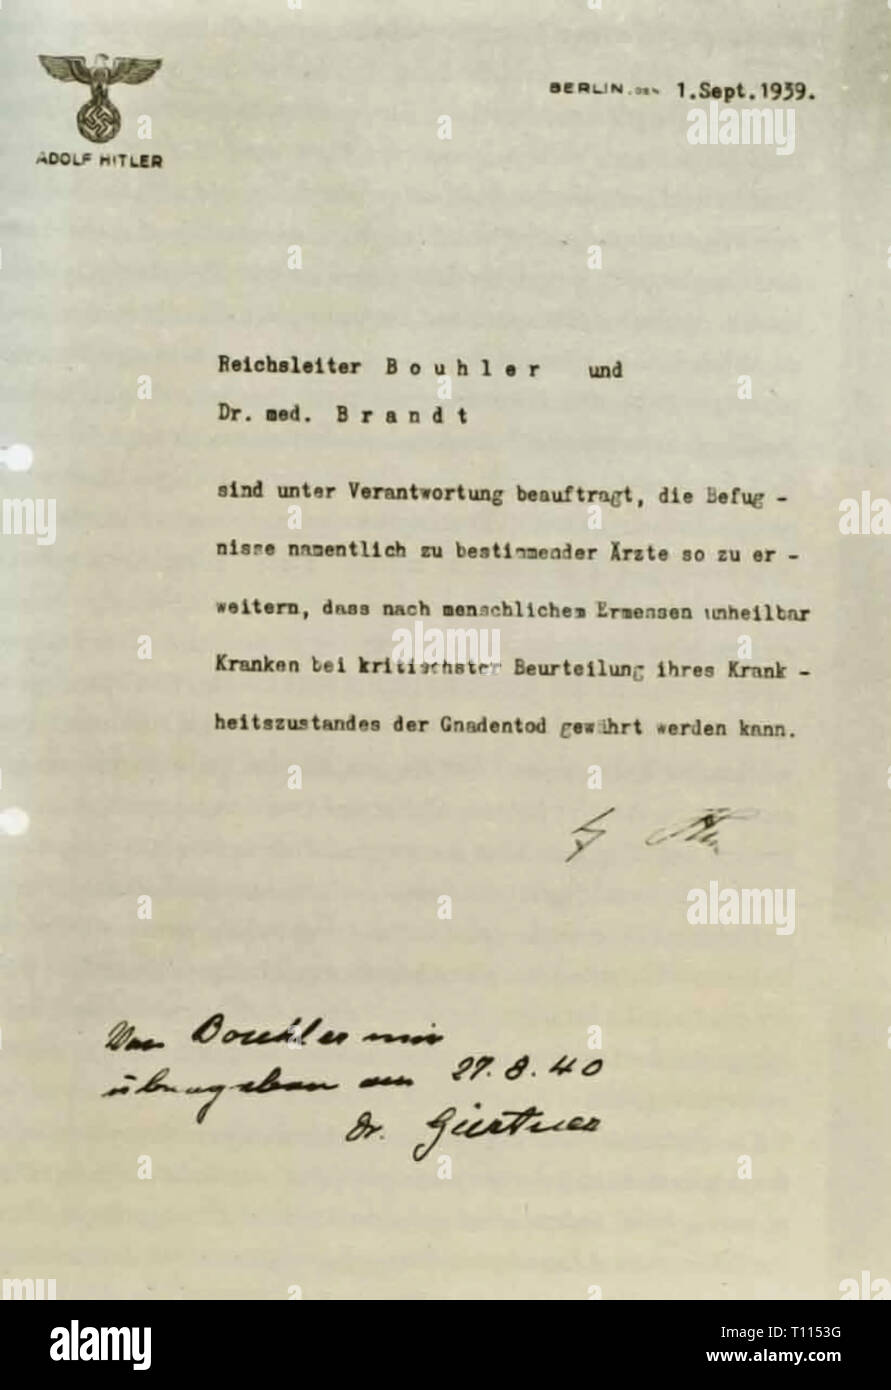 ADOLF HITLER
BERLIN, DEN 1.Sept.1939.
Reichsleiter B o u h l e r und
Dr. med. B r a n d t
sind unter Verantwortung beauftragt, die Befug -
nisse namentlich zu bestimmender Ärzte so zu er -
weitern, dass nach menschlichem Ermessen unheilbar
Kranken bei kritischster Beurteilung ihres Krank -
heitszustandes der Gnadentod gewährt werden kann.
Von Bouhler mir
übergeben am 27.8.40
Dr. Gürtner
alamy
Image ID: T1153G
www.alamy.com